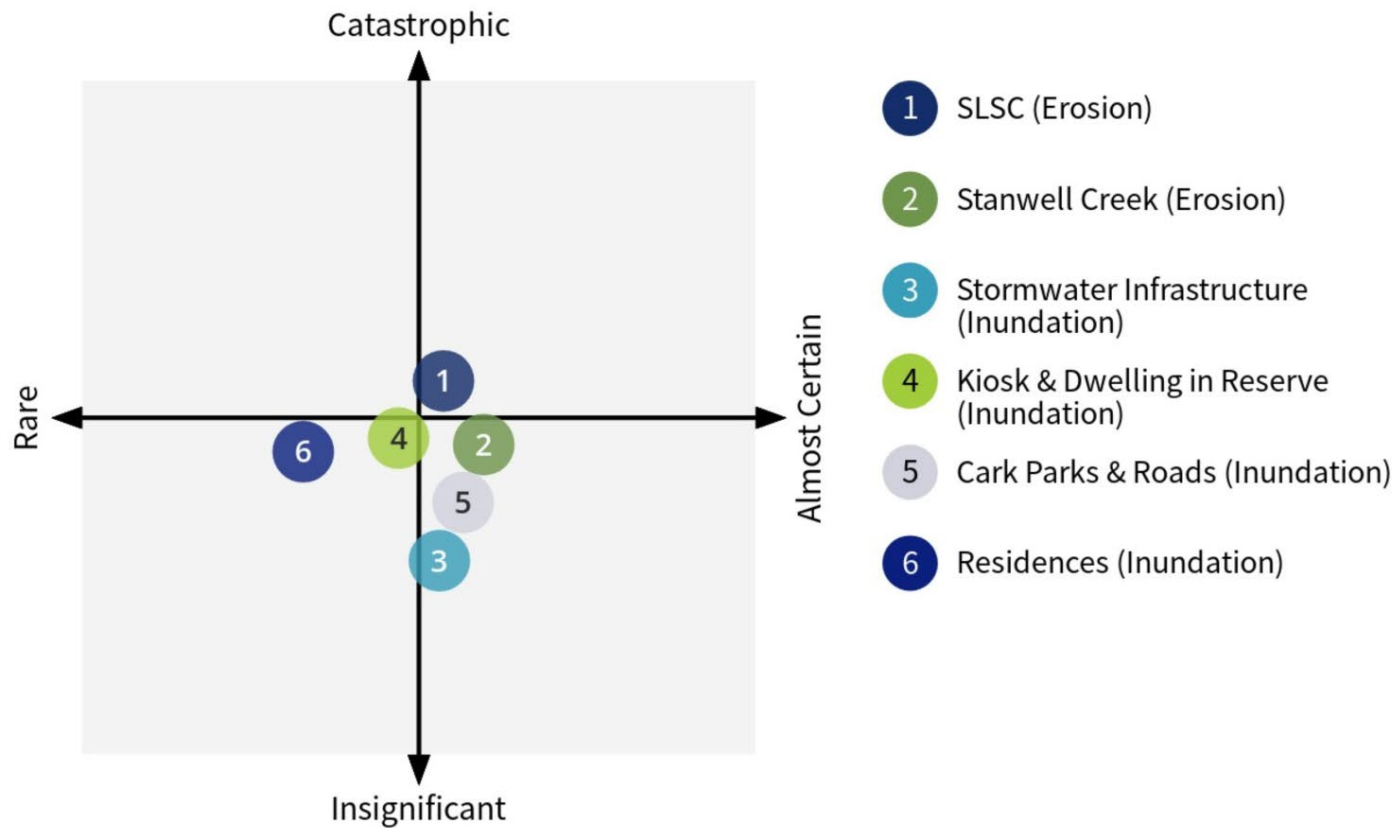 Catastrophic
Rare
Almost Certain
Insignificant
1
4
2
6
5
3
1 SLSC (Erosion)
2 Stanwell Creek (Erosion)
3 Stormwater Infrastructure
(Inundation)
4 Kiosk & Dwelling in Reserve
(Inundation)
5 Cark Parks & Roads (Inundation)
6 Residences (Inundation)